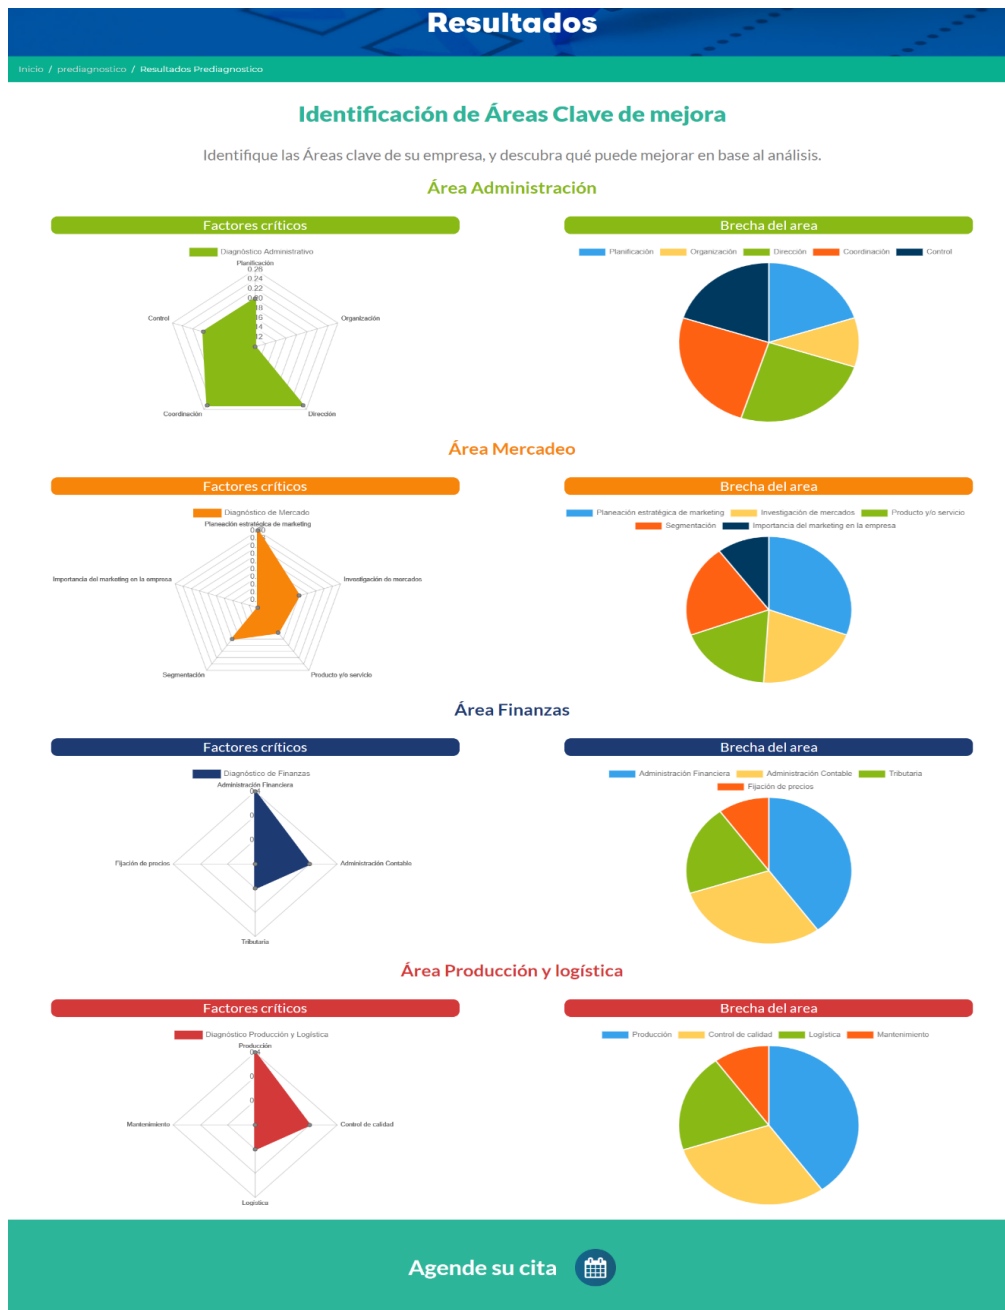 Resultados
Inicio / prediagnostico / Resultados Prediagnostico
Identificación de Áreas Clave de mejora
Identifique las Áreas clave de su empresa, y descubra qué puede mejorar en base al análisis.
Área Administración
Factores críticos
Diagnóstico Administrativo
Planificación
0.26
0.24
0.22
0.20
Control
Organización
Coordinación
Dirección
Brecha del area
Planificación
Organización
Dirección
Coordinación
Control
Área Mercadeo
Factores críticos
Diagnóstico de Mercado
Planeación estratégica de marketing
Importancia del marketing en la empresa
Investigación de mercados
Segmentación
Producto y/o servicio
Brecha del area
Planeación estratégica de marketing
Investigación de mercados
Producto y/o servicio
Segmentación
Importancia del marketing en la empresa
Área Finanzas
Factores críticos
Diagnóstico de Finanzas
Administración Financiera
0.4
Fijación de precios
Administración Contable
Tributaria
Brecha del area
Administración Financiera
Administración Contable
Tributaria
Fijación de precios
Área Producción y logística
Factores críticos
Diagnóstico Producción y Logística
Producción
0.4
Mantenimiento
Control de calidad
Logística
Brecha del area
Producción
Control de calidad
Logística
Mantenimiento
Agende su cita